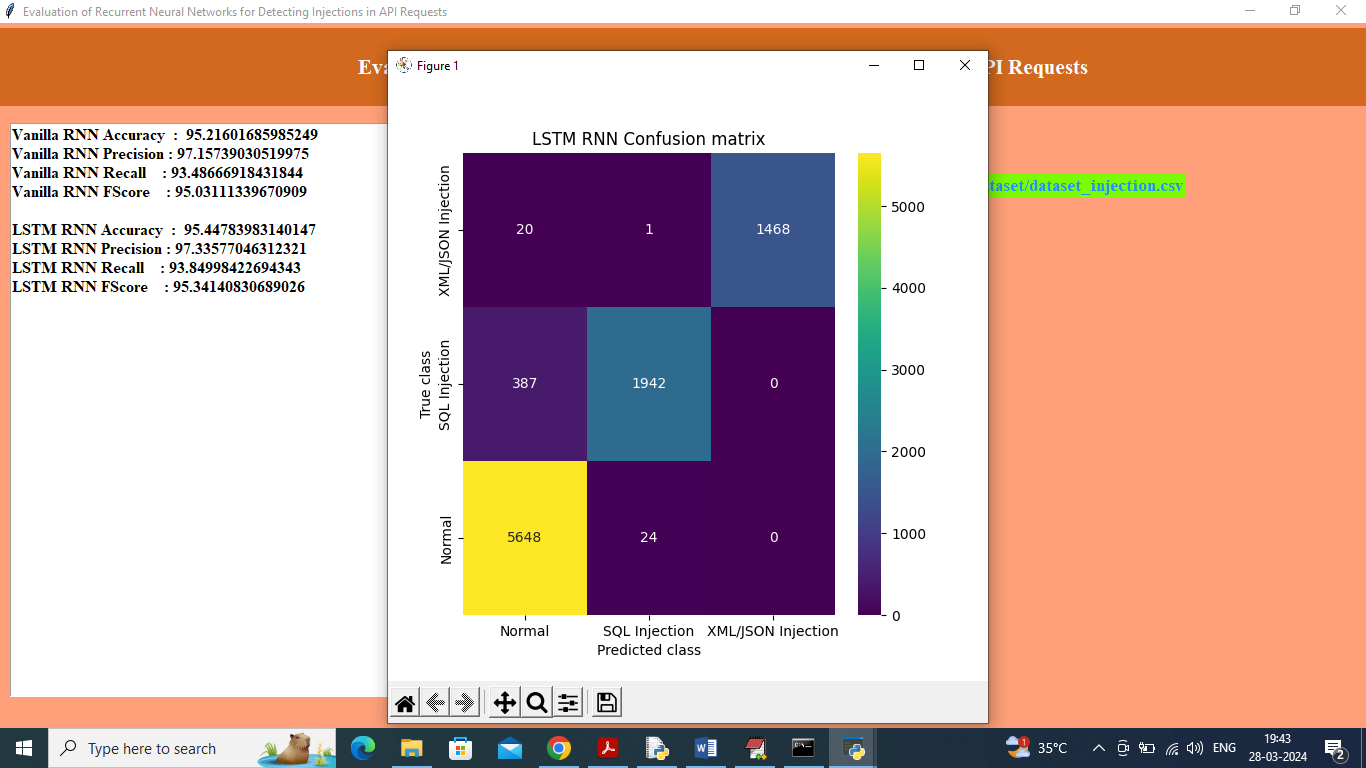 Evaluation of Recurrent Neural Networks for Detecting Injections in API Requests
Eva
PI Requests
Figure 1
Vanilla RNN Accuracy : 95.21601685985249
Vanilla RNN Precision : 97.15739030519975
Vanilla RNN Recall : 93.48666918431844
Vanilla RNN FScore : 95.03111339670909
LSTM RNN Accuracy : 95.44783983140147
LSTM RNN Precision : 97.33577046312321
LSTM RNN Recall : 93.84998422694343
LSTM RNN FScore : 95.34140830689026
taset/dataset_injection.csv
LSTM RNN Confusion matrix
True class
XML/JSON Injection
20 1 1468
SQL Injection
387 1942 0
Normal
5648 24 0
Normal SQL Injection XML/JSON Injection
Predicted class
5000
4000
3000
2000
1000
0
Type here to search
1
35°C
ENG
19:43
28-03-2024
2